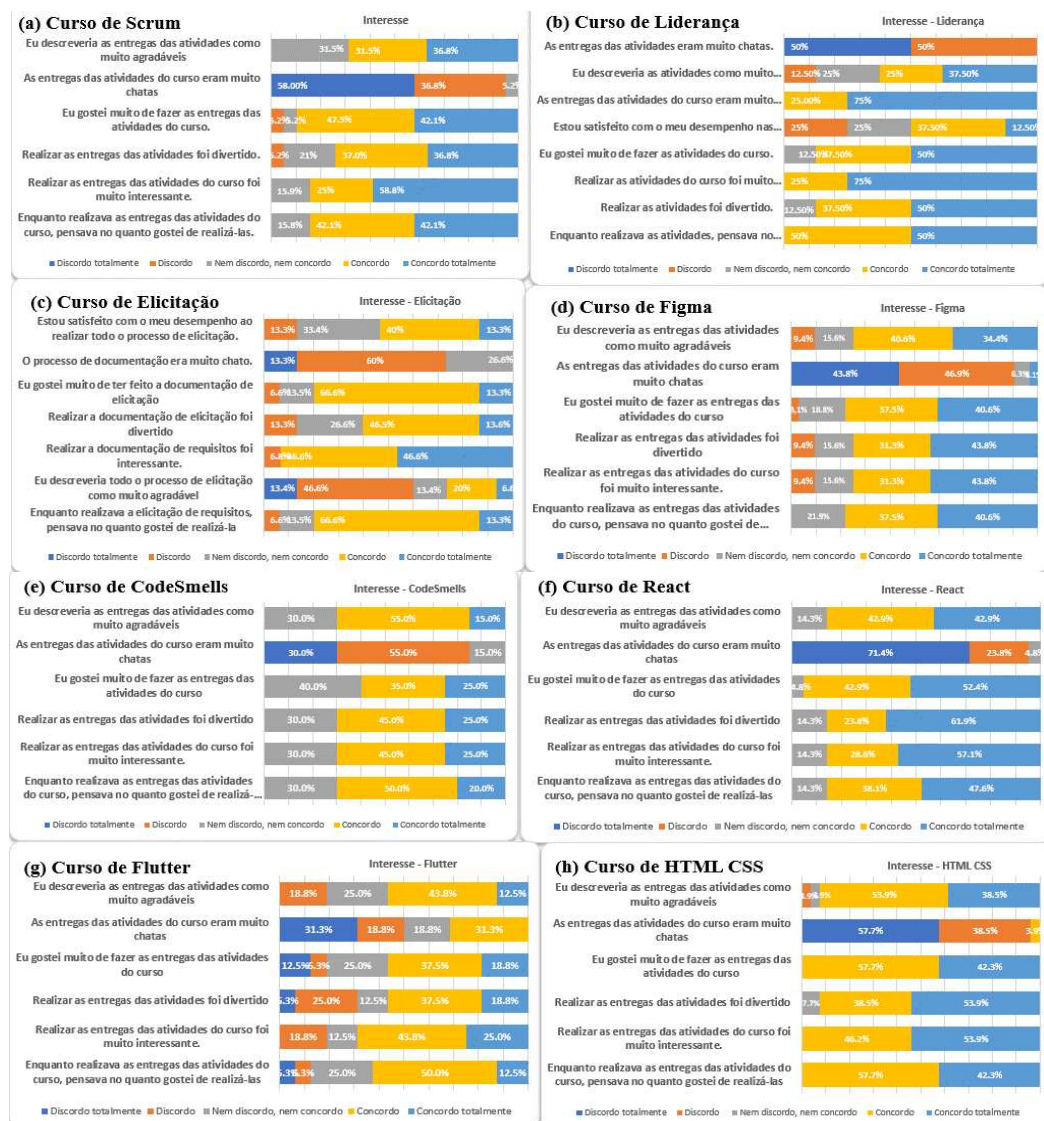 (a) Curso de Scrum
Interesse
Eu descreveria as entregas das atividades como
muito agradáveis
31.5% 31.5% 36.8%
As entregas das atividades do curso eram muito
chatas
58.00% 36.8% 5.2%
Eu gostei muito de fazer as entregas das
atividades do curso.
5.2% 5.2% 47.5% 42.1%
Realizar as entregas das atividades foi divertido.
5.2% 21% 37.0% 36.8%
Realizar as entregas das atividades do curso foi
muito interessante.
15.9% 25% 58.8%
Enquanto realizava as entregas das atividades do
curso, pensava no quanto gostei de realizá-las.
15.8% 42.1% 42.1%
Discordo totalmente Discordo Nem discordo, nem concordo Concordo Concordo totalmente
(b) Curso de Liderança
Interesse - Liderança
As entregas das atividades eram muito chatas.
50% 50%
Eu descreveria as atividades como muito...
12.50% 25% 25% 37.50%
As entregas das atividades do curso eram muito...
25.00% 75%
Estou satisfeito com o meu desempenho nas...
25% 25% 37.50% 12.50%
Eu gostei muito de fazer as atividades do curso.
12.50% 37.50% 50%
Realizar as atividades do curso foi muito...
25% 75%
Realizar as atividades foi divertido.
12.50% 37.50% 50%
Enquanto realizava as atividades, pensava no...
50% 50%
Discordo totalmente Discordo Nem discordo, nem concordo Concordo Concordo totalmente
(c) Curso de Elicitação
Interesse - Elicitação
Estou satisfeito com o meu desempenho ao
realizar todo o processo de elicitação.
13.3% 33.4% 40% 13.3%
O processo de documentação era muito chato.
13.3% 60% 26.6%
Eu gostei muito de ter feito a documentação de
elicitação
6.6% 13.5% 66.6% 13.3%
Realizar a documentação de elicitação foi
divertido
13.3% 26.6% 46.5% 13.6%
Realizar a documentação de requisitos foi
interessante.
6.8% 46.6% 46.6%
Eu descreveria todo o processo de elicitação
como muito agradável
13.4% 46.6% 13.4% 20%
Enquanto realizava a elicitação de requisitos,
pensava no quanto gostei de realizá-la
6.6% 13.5% 66.6% 13.3%
Discordo totalmente Discordo Nem discordo, nem concordo Concordo Concordo totalmente
(d) Curso de Figma
Interesse - Figma
Eu descreveria as entregas das atividades
como muito agradáveis
9.4% 15.6% 40.6% 34.4%
As entregas das atividades do curso eram
muito chatas
43.8% 46.9% 6.3%
Eu gostei muito de fazer as entregas das
atividades do curso
3.1% 18.8% 37.5% 40.6%
Realizar as entregas das atividades foi
divertido
9.4% 15.6% 31.3% 43.8%
Realizar as entregas das atividades do curso
foi muito interessante.
9.4% 15.6% 31.3% 43.8%
Enquanto realizava as entregas das atividades
do curso, pensava no quanto gostei de...
21.9% 37.5% 40.6%
Discordo totalmente Discordo Nem discordo, nem concordo Concordo Concordo totalmente
(e) Curso de CodeSmells
Interesse - CodeSmells
Eu descreveria as entregas das atividades como
muito agradáveis
30.0% 55.0% 15.0%
As entregas das atividades do curso eram muito
chatas
30.0% 55.0% 15.0%
Eu gostei muito de fazer as entregas das
atividades do curso
40.0% 35.0% 25.0%
Realizar as entregas das atividades foi divertido
30.0% 45.0% 25.0%
Realizar as entregas das atividades do curso foi
muito interessante.
30.0% 45.0% 25.0%
Enquanto realizava as entregas das atividades
do curso, pensava no quanto gostei de realizá-...
30.0% 50.0% 20.0%
Discordo totalmente Discordo Nem discordo, nem concordo Concordo Concordo totalmente
(f) Curso de React
Interesse - React
Eu descreveria as entregas das atividades como
muito agradáveis
14.3% 42.9% 42.9%
As entregas das atividades do curso eram muito
chatas
71.4% 23.8% 4.8%
Eu gostei muito de fazer as entregas das atividades
do curso
4.8% 42.9% 52.4%
Realizar as entregas das atividades foi divertido
14.3% 23.8% 61.9%
Realizar as entregas das atividades do curso foi
muito interessante.
14.3% 28.6% 57.1%
Enquanto realizava as entregas das atividades do
curso, pensava no quanto gostei de realizá-las
14.3% 38.1% 47.6%
Discordo totalmente Discordo Nem discordo, nem concordo Concordo Concordo totalmente
(g) Curso de Flutter
Interesse - Flutter
Eu descreveria as entregas das atividades como
muito agradáveis
18.8% 25.0% 43.8% 12.5%
As entregas das atividades do curso eram muito
chatas
31.3% 18.8% 18.8% 31.3%
Eu gostei muito de fazer as entregas das atividades
do curso
12.5% 6.3% 25.0% 37.5% 18.8%
Realizar as entregas das atividades foi divertido
6.3% 25.0% 12.5% 37.5% 18.8%
Realizar as entregas das atividades do curso foi
muito interessante.
18.8% 12.5% 43.8% 25.0%
Enquanto realizava as entregas das atividades do
curso, pensava no quanto gostei de realizá-las
6.3% 6.3% 25.0% 50.0% 12.5%
Discordo totalmente Discordo Nem discordo, nem concordo Concordo Concordo totalmente
(h) Curso de HTML CSS
Interesse - HTML CSS
Eu descreveria as entregas das atividades como
muito agradáveis
3.9% 3.9% 53.9% 38.5%
As entregas das atividades do curso eram muito
chatas
57.7% 38.5% 3.9%
Eu gostei muito de fazer as entregas das
atividades do curso
57.7% 42.3%
Realizar as entregas das atividades foi divertido
7.7% 38.5% 53.9%
Realizar as entregas das atividades do curso foi
muito interessante.
46.2% 53.9%
Enquanto realizava as entregas das atividades do
curso, pensava no quanto gostei de realizá-las
57.7% 42.3%
Discordo totalmente Discordo Nem discordo, nem concordo Concordo Concordo totalmente